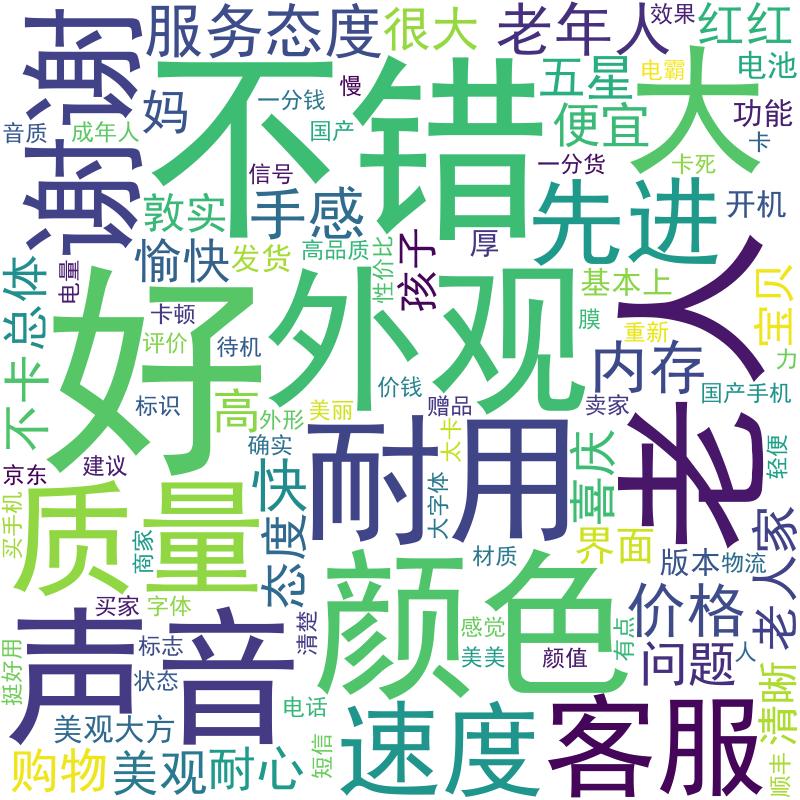 谢谢
服务态度
很大
老年人
效果
红红
不错
大
五星
电霸
电池
妈
一分钱
慢
便宜
功能
音质
成年人
国产
卡
信号
一分货
卡死
敦实
手感
先进
开机
愉快
发货
高品质
性价比
孩子
厚
老人
总体
电量
好
外观
基本上
宝贝
卡顿
膜
重新
力
评价
待机
内存
不卡
标识
高
外形
美丽
价钱
赠品
卖家
国产手机
确实
太卡
耐用
京东
建议
快
大字体
喜庆
轻便
质量
买手机
商家
态度
界面
材质
版本
物流
老人家
买家
字体
颜色
价格
声音
清楚
感觉
有点
挺好用
标志
美美
颜值
问题
人
状态
清晰
电话
美观大方
速度
客服
购物
美观
耐心
短信
顺丰